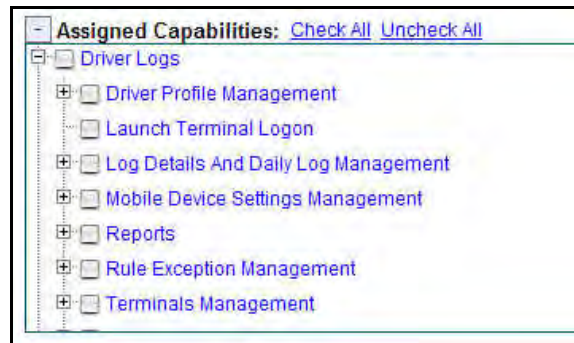 Assigned Capabilities: Check All Uncheck All
Driver Logs
Driver Profile Management
Launch Terminal Logon
Log Details And Daily Log Management
Mobile Device Settings Management
Reports
Rule Exception Management
Terminals Management